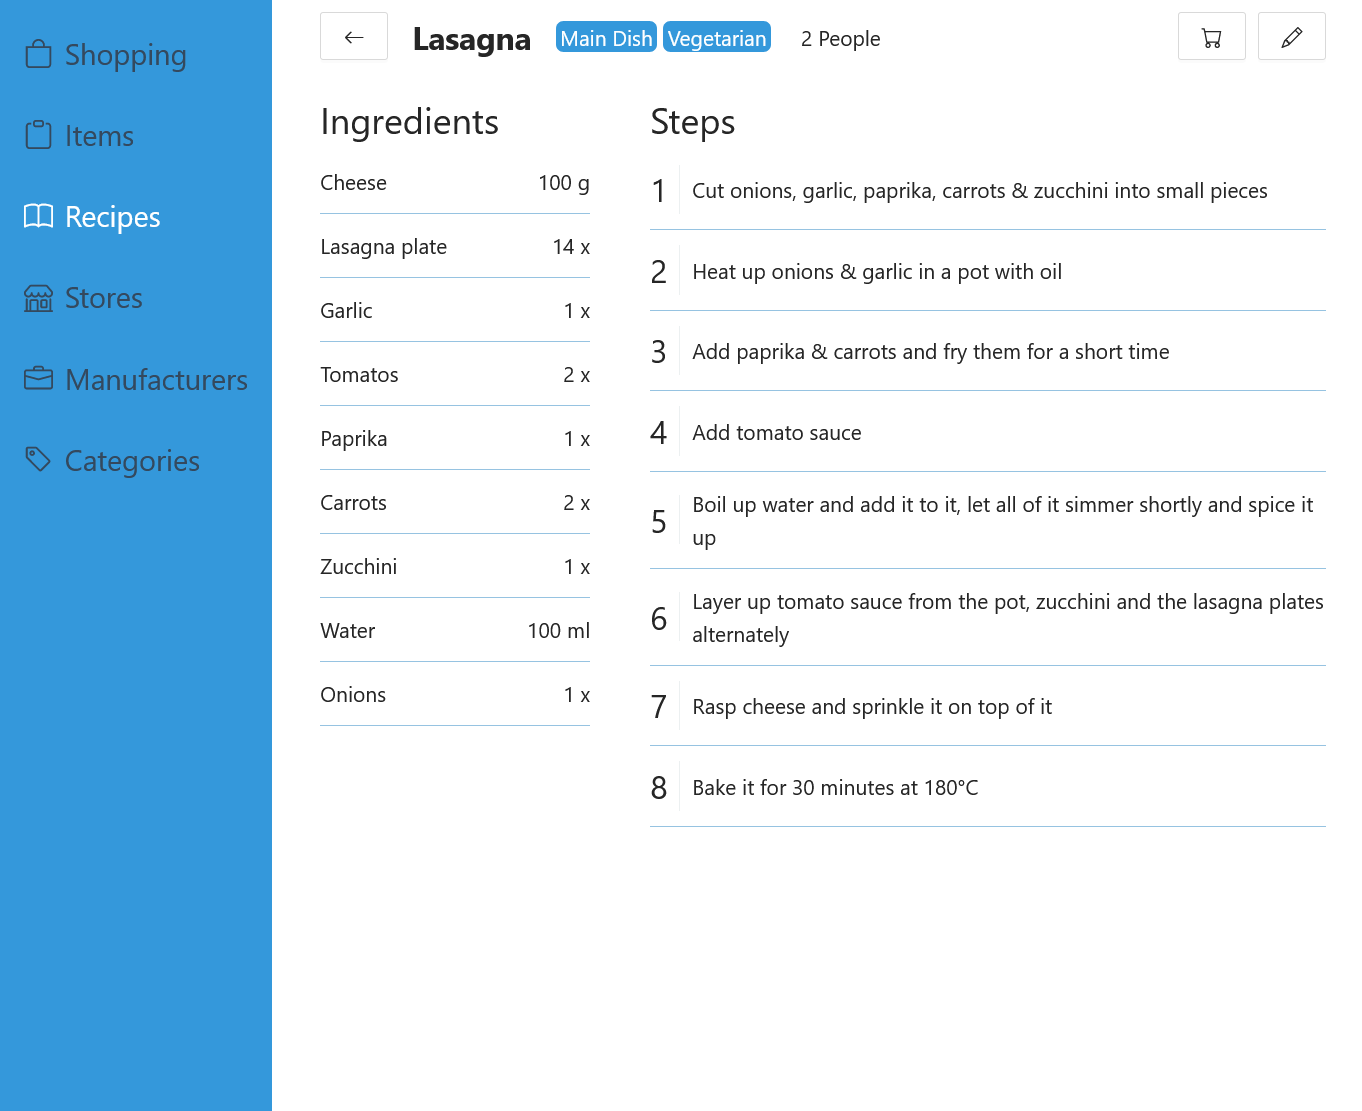 Shopping
Items
Recipes
Stores
Manufacturers
Categories
Lasagna Main Dish Vegetarian 2 People
Ingredients
Cheese 100 g
Lasagna plate 14 x
Garlic 1 x
Tomatos 2 x
Paprika 1 x
Carrots 2 x
Zucchini 1 x
Water 100 ml
Onions 1 x
Steps
1 Cut onions, garlic, paprika, carrots & zucchini into small pieces
2 Heat up onions & garlic in a pot with oil
3 Add paprika & carrots and fry them for a short time
4 Add tomato sauce
5 Boil up water and add it to it, let all of it simmer shortly and spice it
up
6 Layer up tomato sauce from the pot, zucchini and the lasagna plates
alternately
7 Rasp cheese and sprinkle it on top of it
8 Bake it for 30 minutes at 180°C